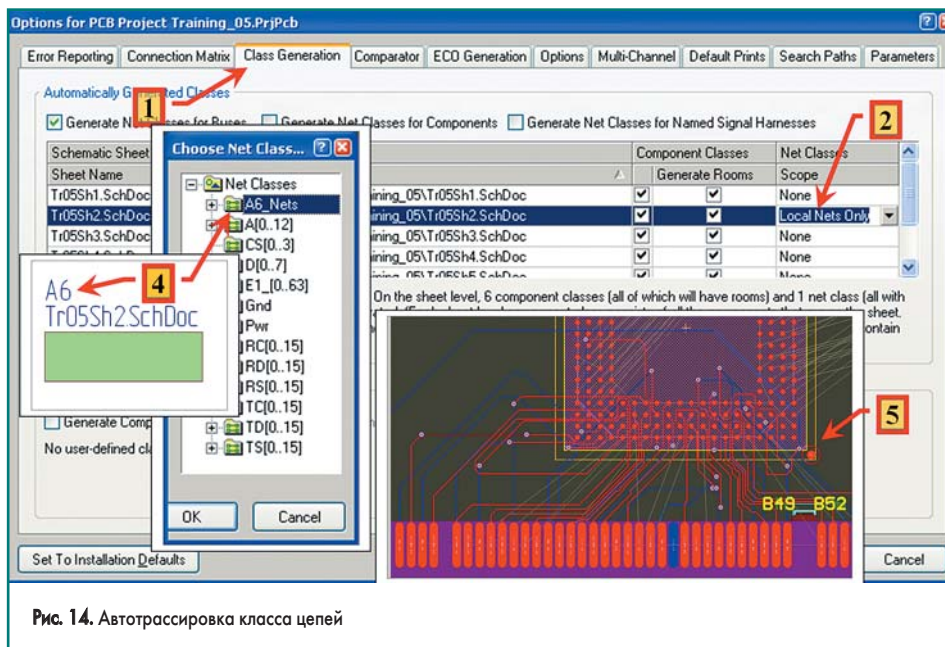 Options for PCB Project Training_05.PrjPcb
Error Reporting Connection Matrix Class Generation Comparator ECO Generation Options Multi-Channel Default Prints Search Paths Parameters
Automatically Generated Classes
1
Generate Net Classes for Buses Generate Net Classes for Components Generate Net Classes for Named Signal Harnesses
2
Schematic Sheet Component Classes Net Classes
Sheet Name Generate Rooms Scope
Tr05Sh1.SchDoc ining_05\Tr05Sh1.SchDoc None
Tr05Sh2.SchDoc ining_05\Tr05Sh2.SchDoc Local Nets Only
Tr05Sh3.SchDoc ining_05\Tr05Sh3.SchDoc None
ining_05\Tr05Sh4.SchDoc None
ining_05\Tr05Sh5.SchDoc None
Choose Net Class...
Net Classes
A6_Nets
A[0..12]
CS[0..3]
D[0..7]
E1_[0..63]
Gnd
Pwr
RC[0..15]
RD[0..15]
RS[0..15]
TC[0..15]
TD[0..15]
TS[0..15]
OK Cancel
4
A6
Tr05Sh2.SchDoc
On the sheet level, 6 component classes (all of which will have rooms) and 1 net class (all with
sheet.
ontain
5
B49 B52
Generate Comp
No user-defined cla
Set To Installation Defaults Cancel
Рис. 14. Автотрассировка класса цепей